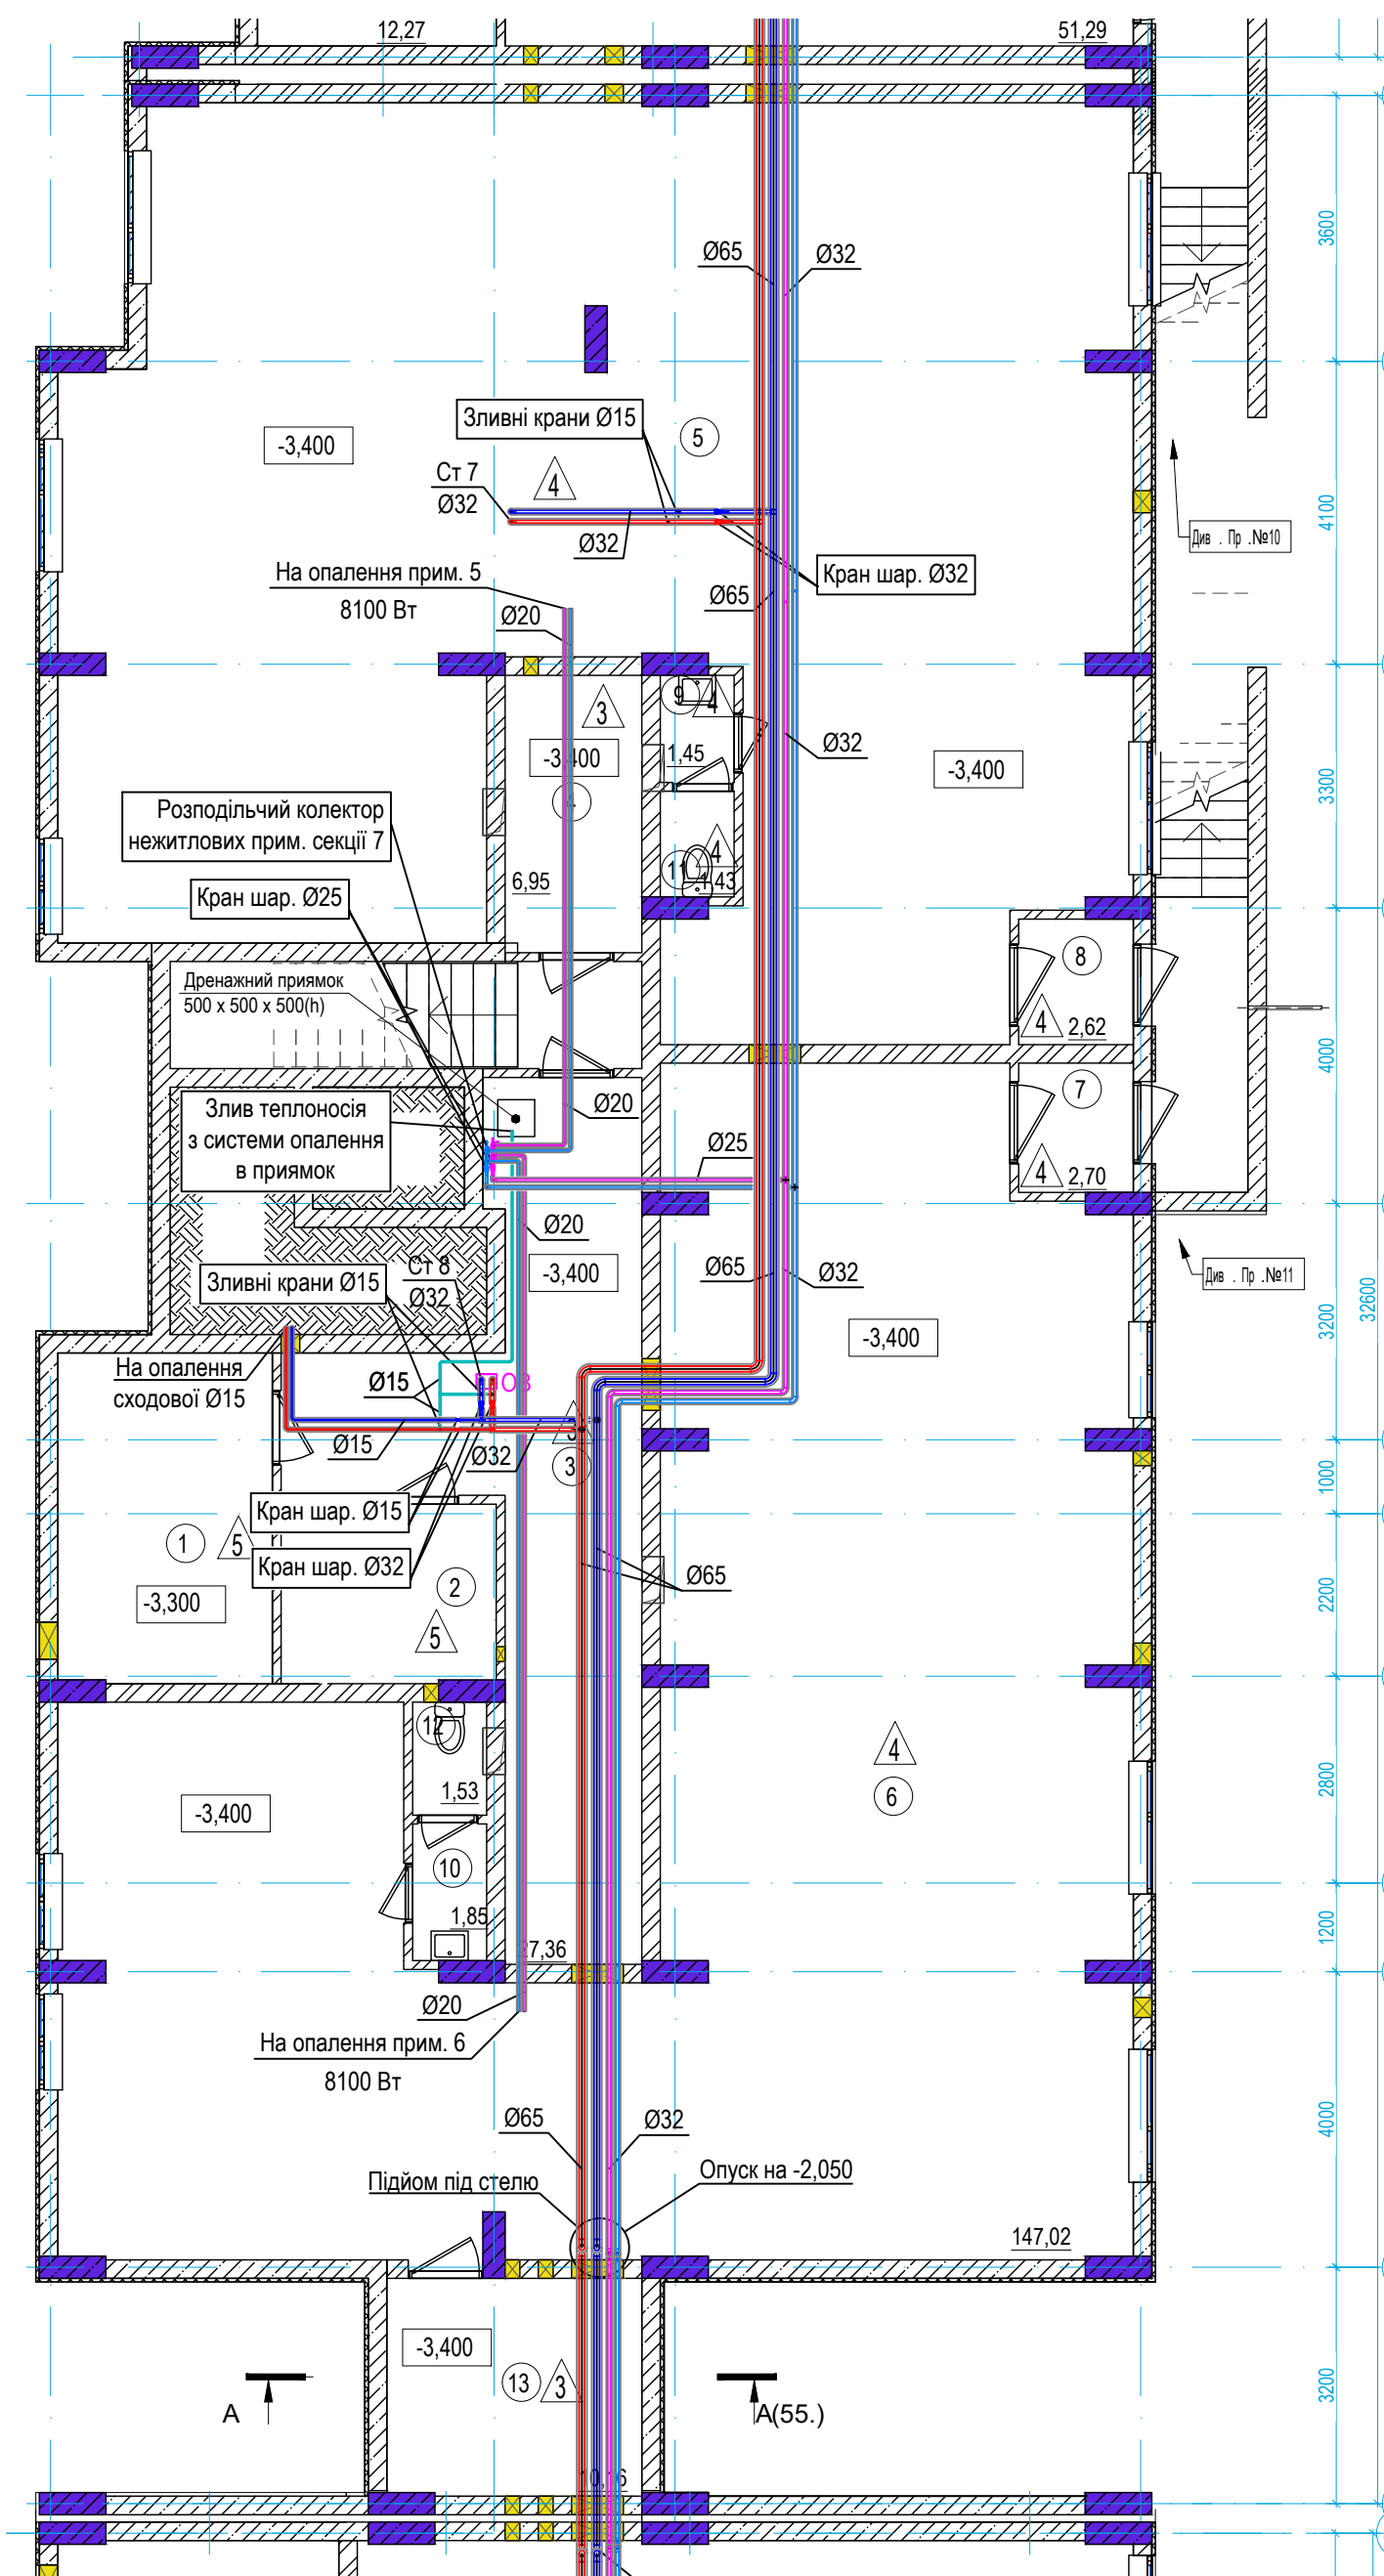 12,27
51,29
3600
Ø65
Ø32
Зливні крани Ø15
5
-3,400
Ст 7
Ø32
4
4100
Див . Пр .№10
Ø32
На опалення прим. 5
8100 Вт
Кран шар. Ø32
Ø65
Ø20
3
9
4
-3,400
1,45
Ø32
-3,400
3300
4
Розподільчий колектор
нежитлових прим. секції 7
Кран шар. Ø25
6,95
11
4
1,43
8
Дренажний приямок
500 x 500 x 500(h)
4
2,62
4000
7
Злив теплоносія
з системи опалення
в приямок
Ø20
Ø25
4
2,70
Ø20
-3,400
Ст 8
Ø32
Зливні крани Ø15
Ø65
Ø32
Див . Пр .№11
-3,400
3200
32600
На опалення
сходової Ø15
Ø15
ОВ
Ø15
Ø32
3
1000
Кран шар. Ø15
1
5
Кран шар. Ø32
Ø65
2
-3,300
5
2200
12
4
6
1,53
-3,400
2800
10
1,85
1200
Ø20
На опалення прим. 6
8100 Вт
Ø65
Ø32
4000
Підйом під стелю
Опуск на -2,050
147,02
-3,400
13
3
3200
А
А(55.)